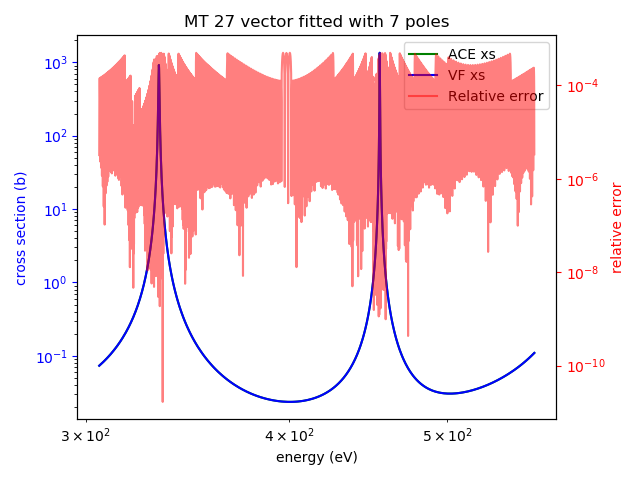 MT 27 vector fitted with 7 poles
ACE xs
VF xs
Relative error
cross section (b)
10³
10²
10¹
10⁰
10⁻¹
10⁻⁴
10⁻⁶
10⁻⁸
10⁻¹⁰
relative error
3 × 10²
4 × 10²
5 × 10²
energy (eV)